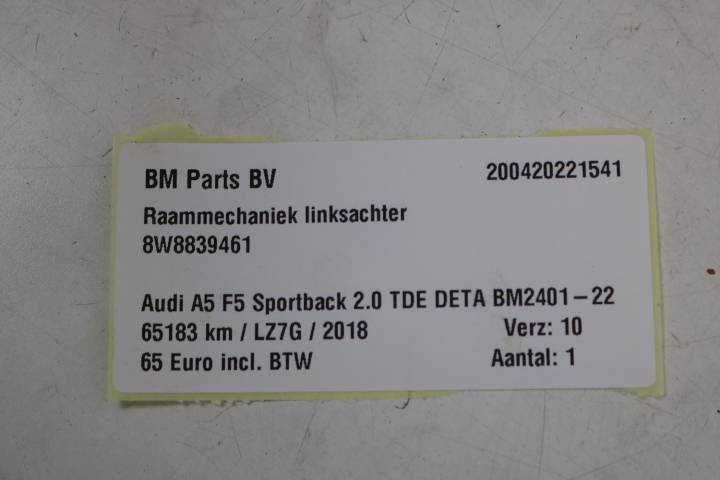 BM Parts BV 200420221541
Raammechaniek linksachter
8W8839461
Audi A5 F5 Sportback 2.0 TDE DETA BM2401-22
65183 km / LZ7G / 2018 Verz: 10
65 Euro incl. BTW Aantal: 1